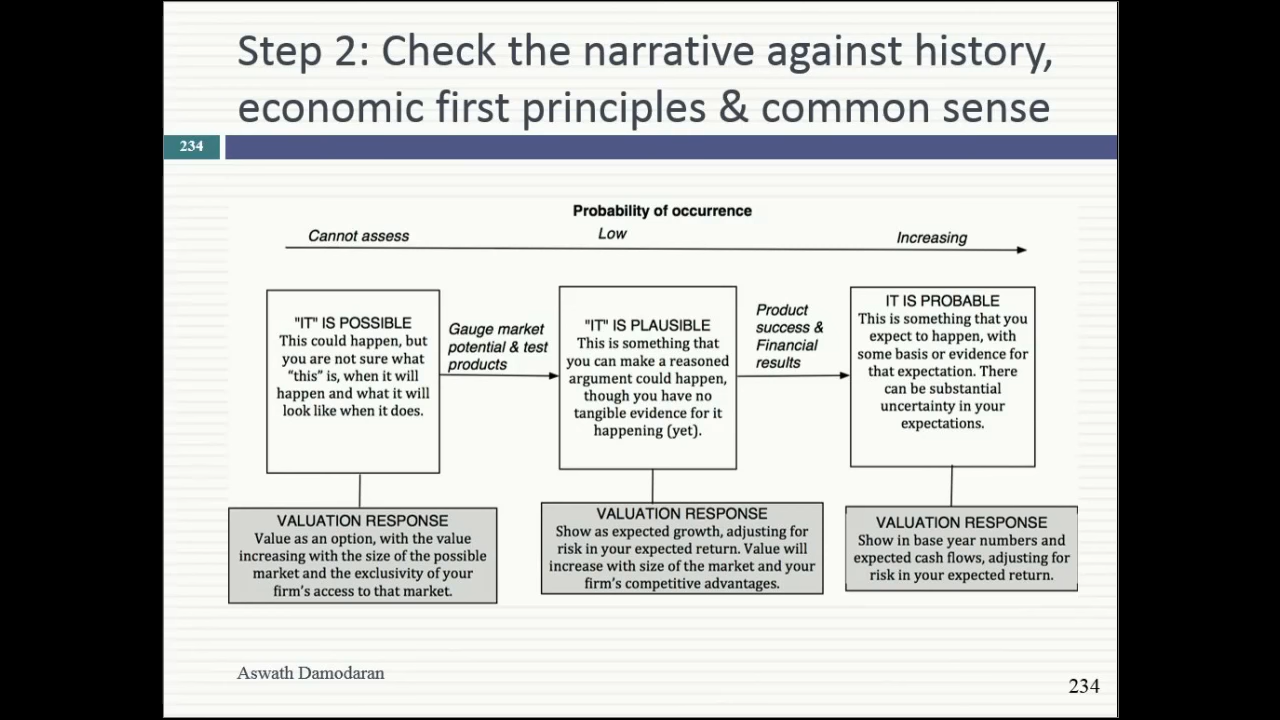 Step 2: Check the narrative against history,
economic first principles & common sense
234
Probability of occurrence
Cannot assess
Low
Increasing
"IT" IS POSSIBLE
This could happen, but
you are not sure what
“this” is, when it will
happen and what it will
look like when it does.
Gauge market
potential & test
products
"IT" IS PLAUSIBLE
This is something that
you can make a reasoned
argument could happen,
though you have no
tangible evidence for it
happening (yet).
Product
success &
Financial
results
IT IS PROBABLE
This is something that you
expect to happen, with
some basis or evidence for
that expectation. There
can be substantial
uncertainty in your
expectations.
VALUATION RESPONSE
Value as an option, with the value
increasing with the size of the possible
market and the exclusivity of your
firm’s access to that market.
VALUATION RESPONSE
Show as expected growth, adjusting for
risk in your expected return. Value will
increase with size of the market and your
firm’s competitive advantages.
VALUATION RESPONSE
Show in base year numbers and
expected cash flows, adjusting for
risk in your expected return.
Aswath Damodaran
234